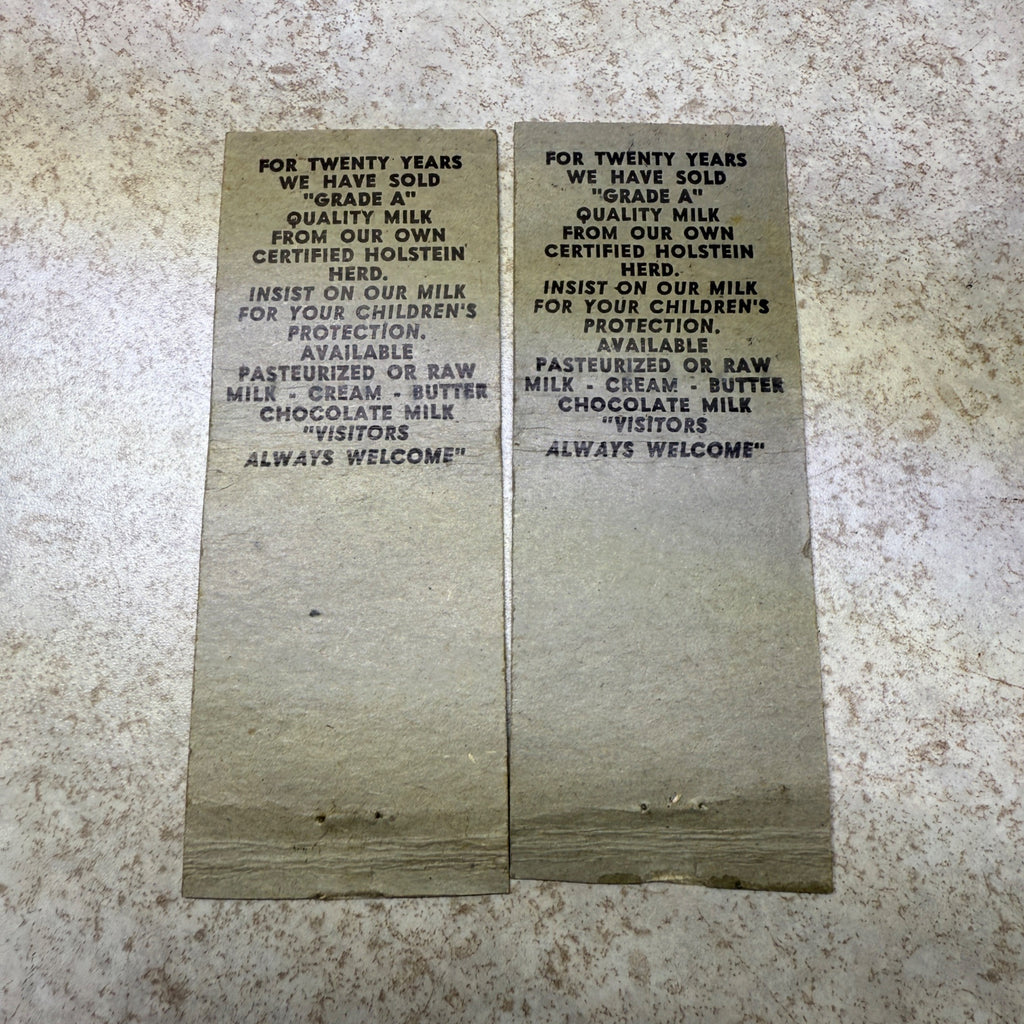 FOR TWENTY YEARS
WE HAVE SOLD
"GRADE A"
QUALITY MILK
FROM OUR OWN
CERTIFIED HOLSTEIN
HERD.
INSIST ON OUR MILK
FOR YOUR CHILDREN'S
PROTECTION.
AVAILABLE
PASTEURIZED OR RAW
MILK - CREAM - BUTTER
CHOCOLATE MILK
"VISITORS
ALWAYS WELCOME"
FOR TWENTY YEARS
WE HAVE SOLD
"GRADE A"
QUALITY MILK
FROM OUR OWN
CERTIFIED HOLSTEIN
HERD.
INSIST ON OUR MILK
FOR YOUR CHILDREN'S
PROTECTION.
AVAILABLE
PASTEURIZED OR RAW
MILK - CREAM - BUTTER
CHOCOLATE MILK
"VISITORS
ALWAYS WELCOME"